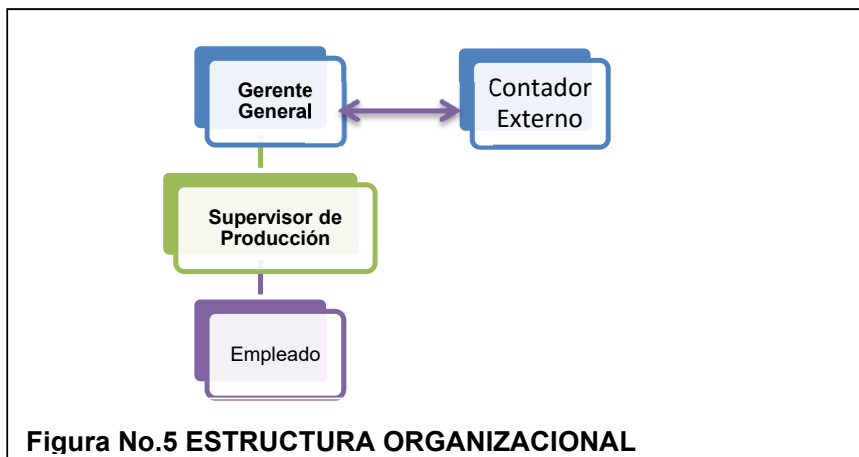 Gerente
General
Contador
Externo
Supervisor de
Producción
Empleado
Figura No.5 ESTRUCTURA ORGANIZACIONAL